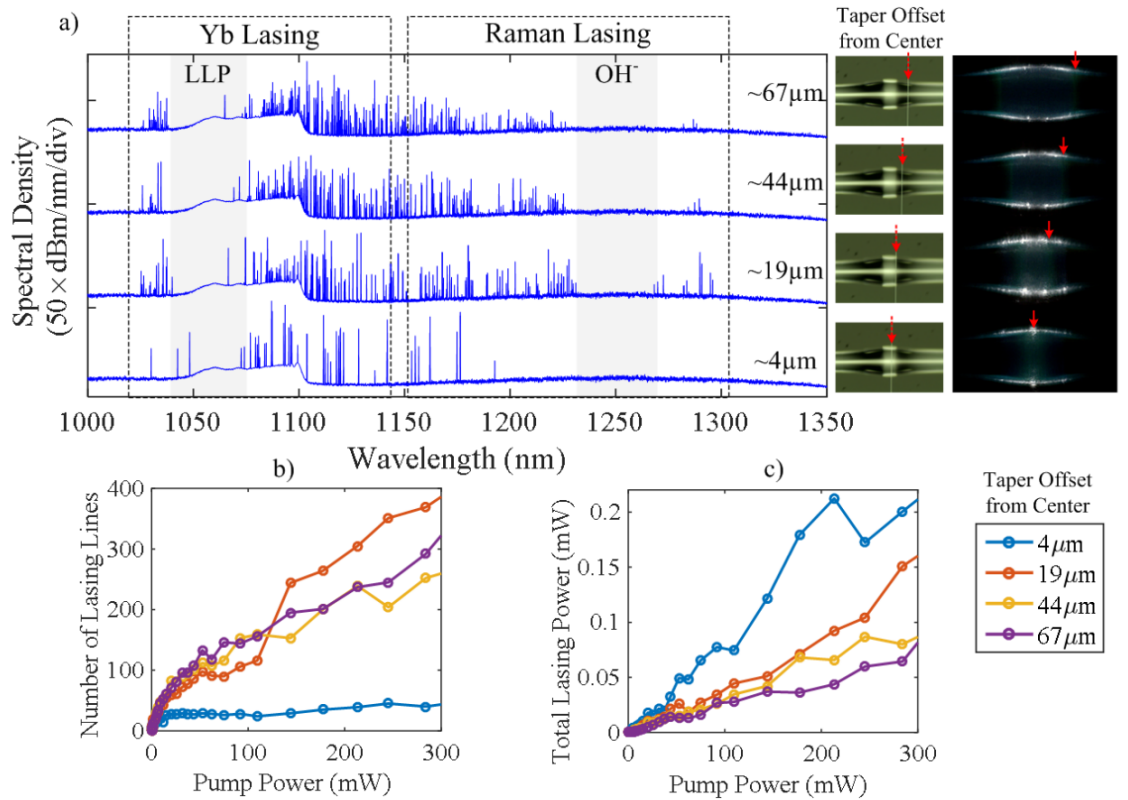 a)
Yb Lasing
Raman Lasing
LLP
OH-
~67μm
~44μm
~19μm
~4μm
Spectral Density
(50 × dBm/nm/div)
1000 1050 1100 1150 1200 1250 1300 1350
Wavelength (nm)
Taper Offset
from Center
b)
Number of Lasing Lines
400
300
200
100
0
0 100 200 300
Pump Power (mW)
c)
Total Lasing Power (mW)
0.2
0.15
0.1
0.05
0
0 100 200 300
Pump Power (mW)
Taper Offset
from Center
4μm
19μm
44μm
67μm